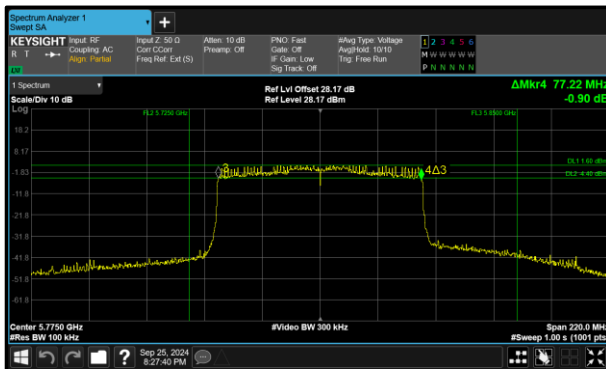 Spectrum Analyzer 1
Swept SA
KEYSIGHT
R T
Input: RF
Coupling: AC
Align: Partial
Input Z: 50 Ω
Corr CCorr
Freq Ref: Ext (S)
Atten: 10 dB
Preamp: Off
PNO: Fast
Gate: Off
IF Gain: Low
Sig Track: Off
#Avg Type: Voltage
Avg|Hold: 10/10
Trig: Free Run
1 2 3 4 5 6
M W W W W W
P N N N N N
1 Spectrum
Scale/Div 10 dB
Log
Ref Lvl Offset 28.17 dB
Ref Level 28.17 dBm
ΔMkr4 77.22 MHz
-0.90 dB
FL2 5.7250 GHz
FL3 5.8500 GHz
18.2
8.17
-1.83
-11.8
-21.8
-31.8
-41.8
-51.8
-61.8
3
4Δ3
DL1 1.60 dBm
DL2 -4.40 dBm
Center 5.7750 GHz
#Res BW 100 kHz
#Video BW 300 kHz
Span 220.0 MHz
#Sweep 1.00 s (1001 pts)
?
Sep 25, 2024
8:27:40 PM